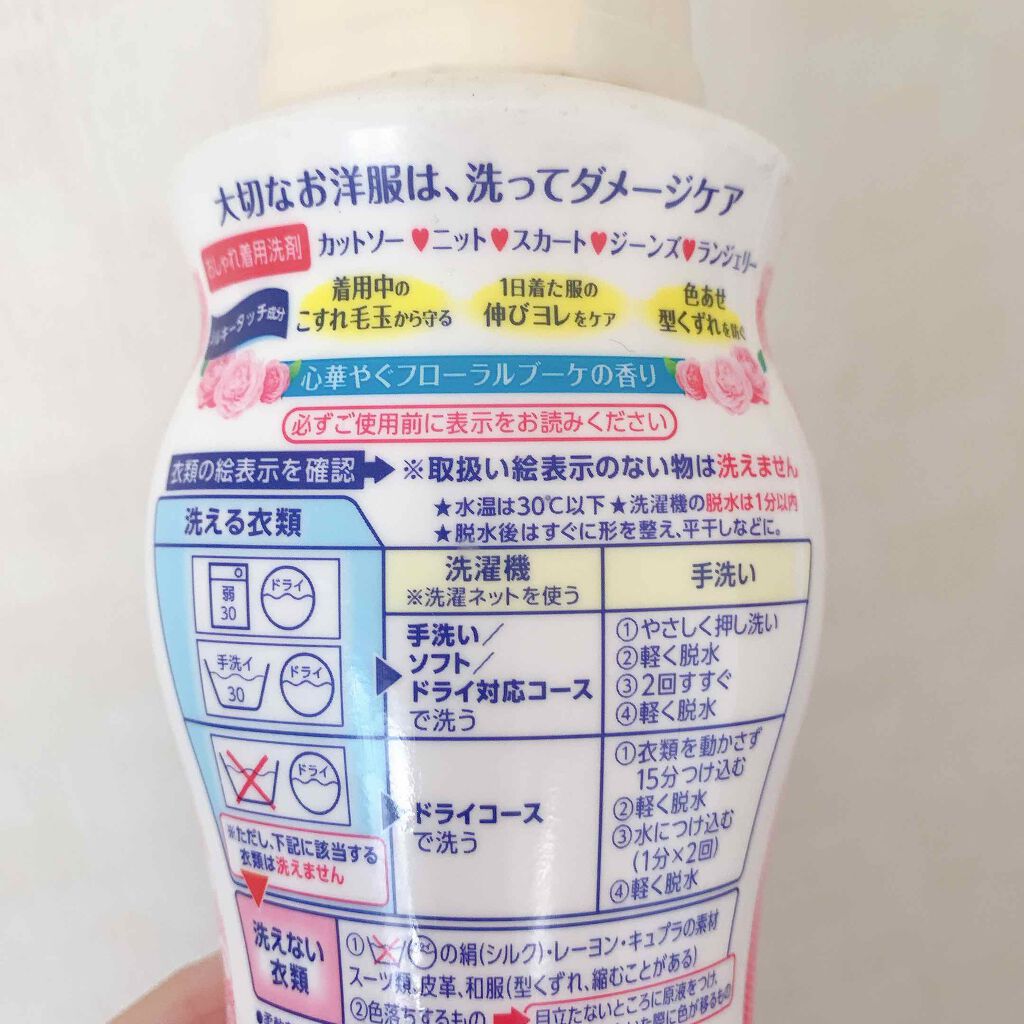 大切なお洋服は、洗ってダメージケア
おしゃれ着用洗剤 カットソー♥ニット♥スカート♥ジーンズ♥ランジェリー
キータッチ成分
着用中の
こすれ毛玉から守る
1日着た服の
伸びヨレをケア
色あせ
型くずれを防ぐ
心華やぐフローラルブーケの香り
必ずご使用前に表示をお読みください
衣類の絵表示を確認 ※取扱い絵表示のない物は洗えません
★水温は30℃以下★洗濯機の脱水は1分以内
★脱水後はすぐに形を整え、平干しなどに。
洗える衣類
洗濯機
※洗濯ネットを使う
手洗い
弱
30
ドライ
手洗イ
30
ドライ
手洗い/
ソフト/
ドライ対応コース
で洗う
①やさしく押し洗い
②軽く脱水
③2回すすぐ
④軽く脱水
ドライ
※ただし、下記に該当する
衣類は洗えません
ドライコース
で洗う
①衣類を動かさず
15分つけ込む
②軽く脱水
③水につけ込む
(1分×2回)
④軽く脱水
洗えない
衣類
①/の絹(シルク)・レーヨン・キュプラの素材
スーツ類、皮革、和服(型くずれ、縮むことがある)
②色落ちするもの
目立たないところに原液をつけ、
際に色が移るもの